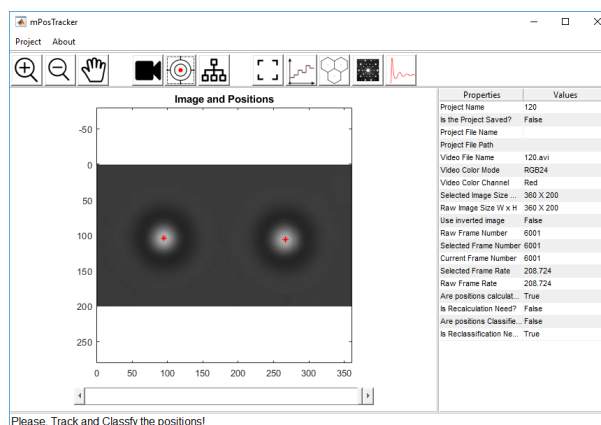 mPosTracker
Project About
Image and Positions
-50
0
50
100
150
200
250
0 50 100 150 200 250 300 350
Properties Values
Project Name 120
Is the Project Saved? False
Project File Name
Project File Path
Video File Name 120.avi
Video Color Mode RGB24
Video Color Channel Red
Selected Image Size ... 360 X 200
Raw Image Size W x H 360 X 200
Use inverted image False
Raw Frame Number 6001
Selected Frame Number 6001
Current Frame Number 6001
Selected Frame Rate 208.724
Raw Frame Rate 208.724
Are positions calculat... True
Is Recalculation Need? False
Are positions Classifie... False
Is Reclassification Ne... True
Please, Track and Classfy the positions!